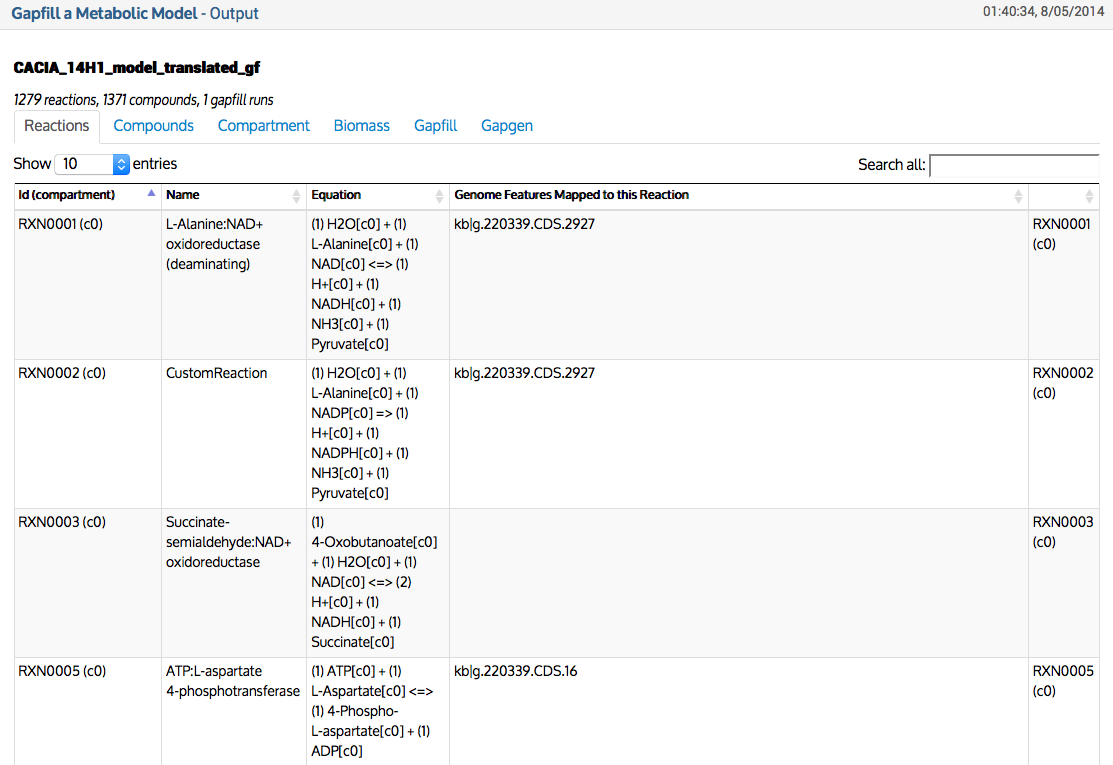 Gapfill a Metabolic Model - Output
01:40:34, 8/05/2014
CACIA_14H1_model_translated_gf
1279 reactions, 1371 compounds, 1 gapfill runs
Reactions Compounds Compartment Biomass Gapfill Gapgen
Show 10 entries
Search all:
Id (compartment) Name Equation Genome Features Mapped to this Reaction
RXN0001 (c0)
L-Alanine:NAD+
oxidoreductase
(deaminating)
(1) H2O[c0] + (1)
L-Alanine[c0] + (1)
NAD[c0] <=> (1)
H+[c0] + (1)
NADH[c0] + (1)
NH3[c0] + (1)
Pyruvate[c0]
kb|g.220339.CDS.2927
RXN0001
(c0)
RXN0002 (c0)
CustomReaction
(1) H2O[c0] + (1)
L-Alanine[c0] + (1)
NADP[c0] => (1)
H+[c0] + (1)
NADPH[c0] + (1)
NH3[c0] + (1)
Pyruvate[c0]
kb|g.220339.CDS.2927
RXN0002
(c0)
RXN0003 (c0)
Succinate-
semialdehyde:NAD+
oxidoreductase
(1)
4-Oxobutanoate[c0]
+ (1) H2O[c0] + (1)
NAD[c0] <=> (2)
H+[c0] + (1)
NADH[c0] + (1)
Succinate[c0]
RXN0003
(c0)
RXN0005 (c0)
ATP:L-aspartate
4-phosphotransferase
(1) ATP[c0] + (1)
L-Aspartate[c0] <=>
(1) 4-Phospho-
L-aspartate[c0] + (1)
ADP[c0]
kb|g.220339.CDS.16
RXN0005
(c0)